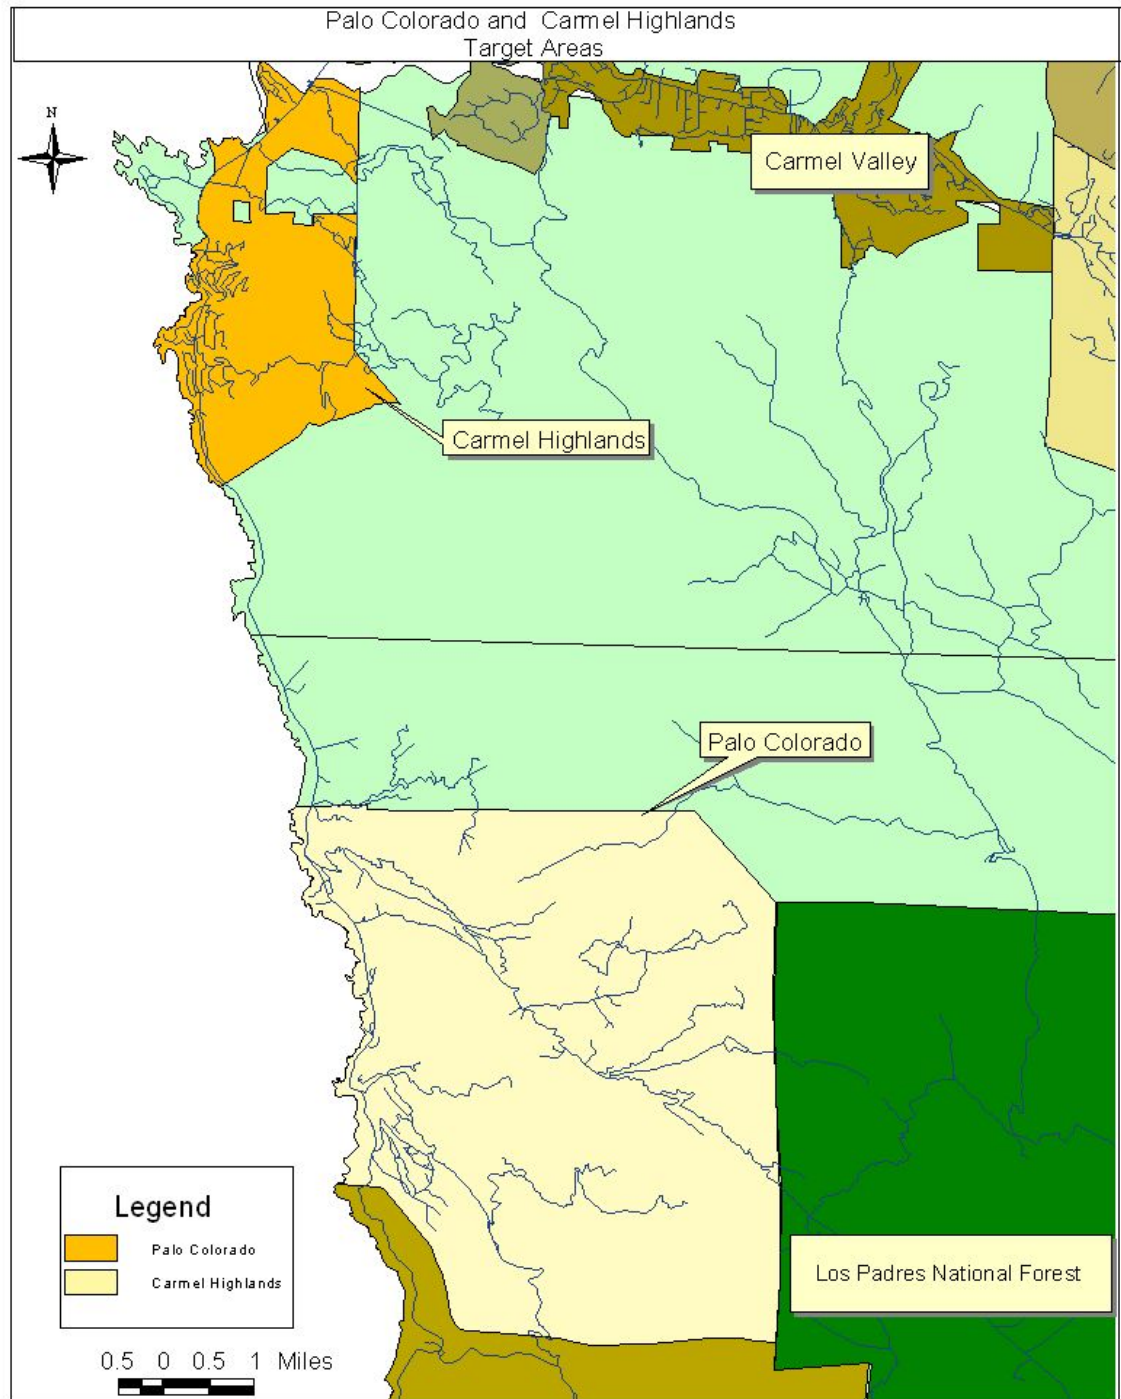 Palo Colorado and Carmel Highlands
Target Areas
N
Carmel Valley
Carmel Highlands
Palo Colorado
Los Padres National Forest
Legend
Palo Colorado
Carmel Highlands
0.5 0 0.5 1 Miles